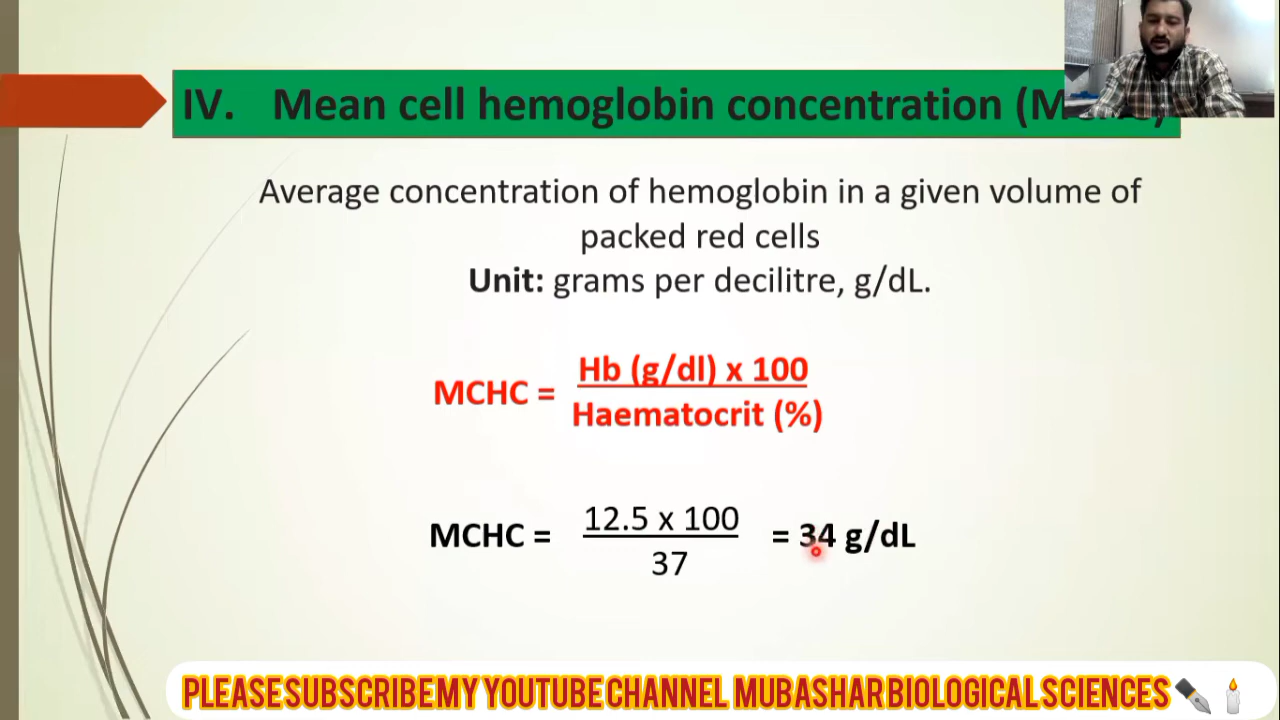 IV. Mean cell hemoglobin concentration
Average concentration of hemoglobin in a given volume of
packed red cells
Unit: grams per decilitre, g/dL.
MCHC = Hb (g/dl) x 100
Haematocrit (%)
MCHC = 12.5 x 100 = 34 g/dL
37
PLEASE SUBSCRIBE MY YOUTUBE CHANNEL MUBASHAR BIOLOGICAL SCIENCES